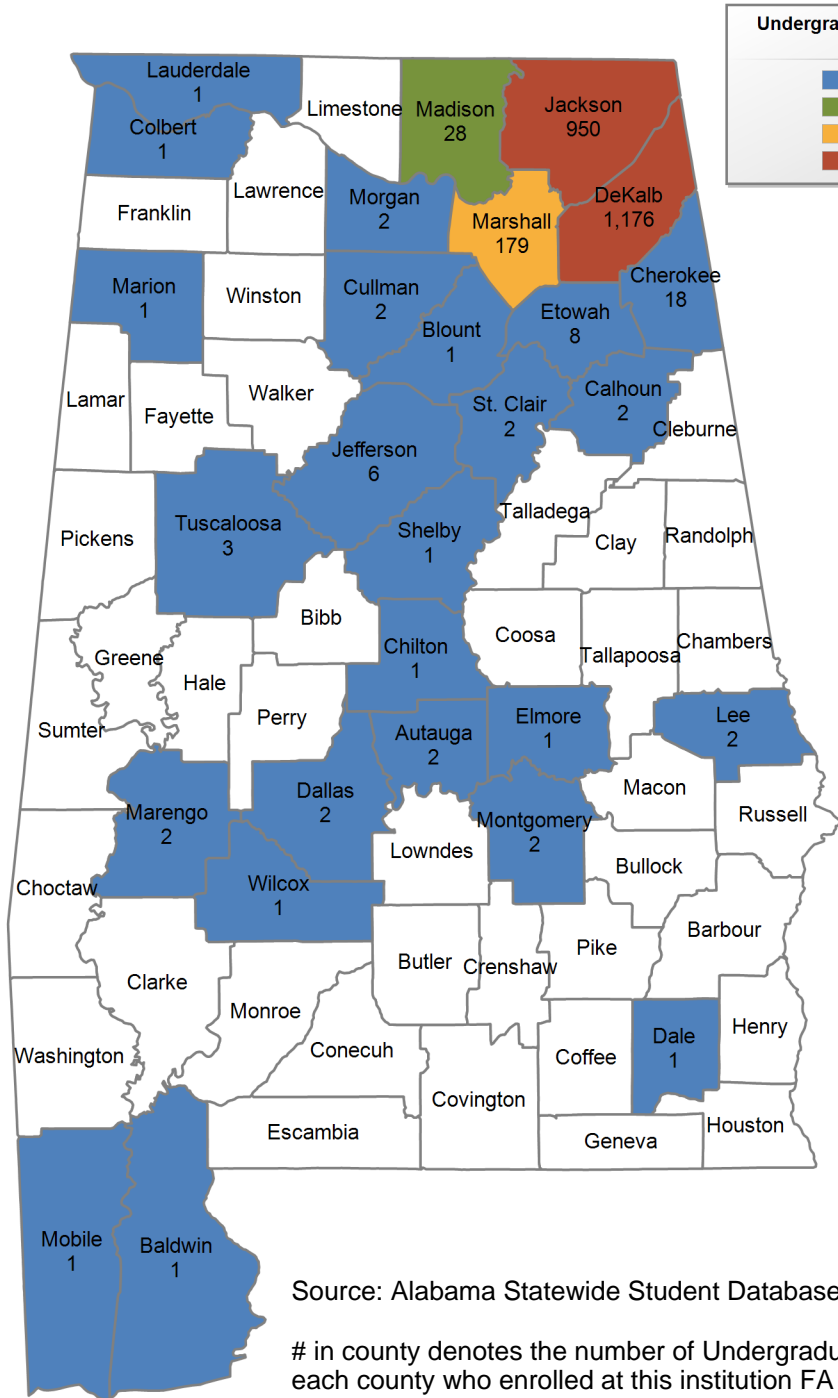 Undergra
Lauderdale
1
Limestone
Madison
28
Jackson
950
Colbert
1
Lawrence
Franklin
Morgan
2
Marshall
179
DeKalb
1,176
Cherokee
18
Marion
1
Winston
Cullman
2
Blount
1
Etowah
8
Lamar
Fayette
Walker
St. Clair
2
Calhoun
2
Cleburne
Jefferson
6
Pickens
Tuscaloosa
3
Shelby
1
Talladega
Clay
Randolph
Bibb
Greene
Hale
Chilton
1
Coosa
Tallapoosa
Chambers
Sumter
Perry
Autauga
2
Elmore
1
Lee
2
Marengo
2
Dallas
2
Montgomery
2
Macon
Russell
Choctaw
Wilcox
1
Lowndes
Bullock
Barbour
Clarke
Butler
Crenshaw
Pike
Monroe
Washington
Conecuh
Coffee
Dale
1
Henry
Covington
Escambia
Geneva
Houston
Mobile
1
Baldwin
1
Source: Alabama Statewide Student Database
# in county denotes the number of Undergradu
each county who enrolled at this institution FA